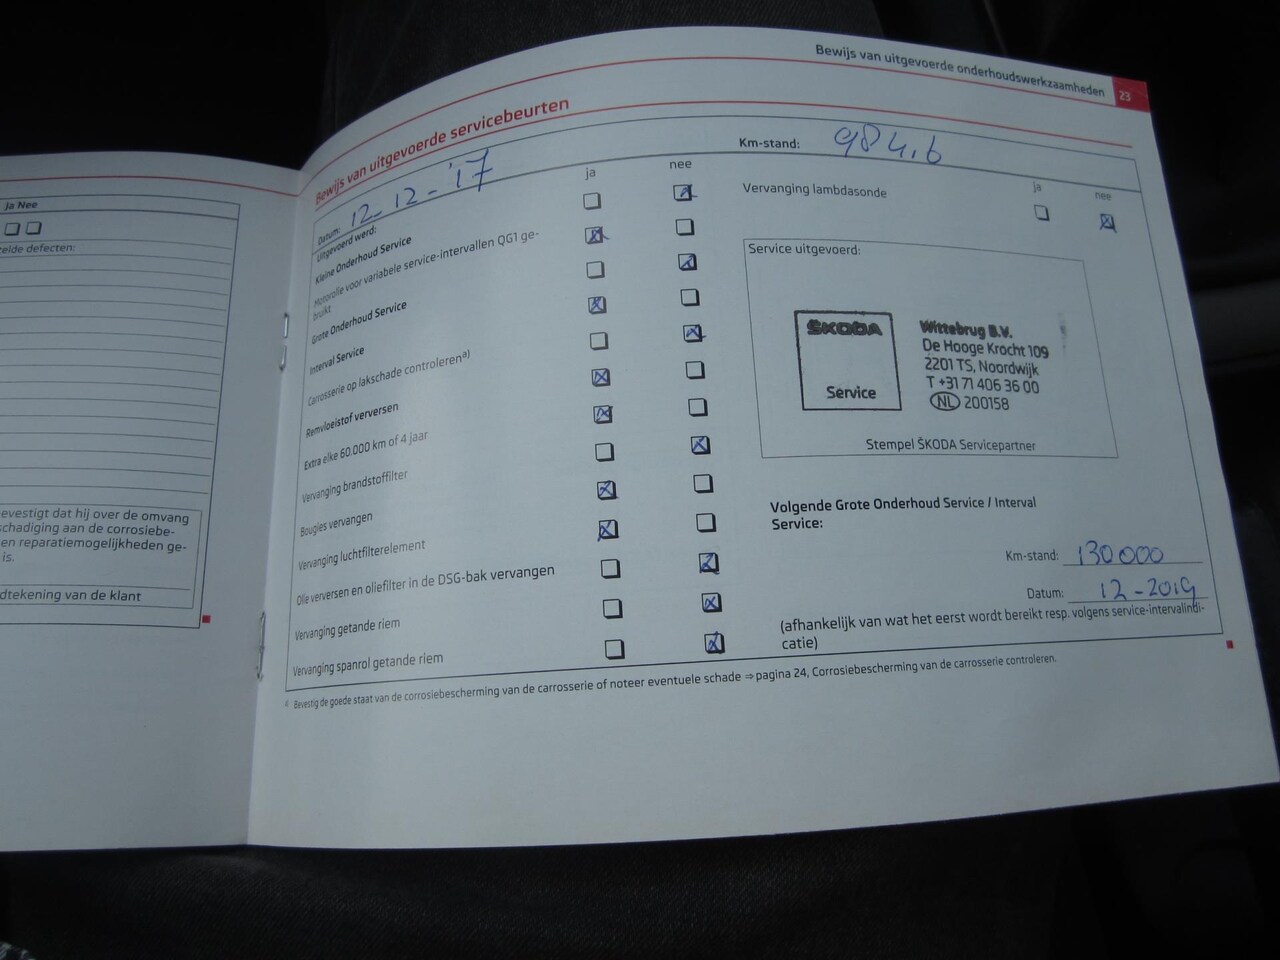 Ja Nee
telde defecten:
evestigt dat hij over de omvang
schadiging aan de corrosiebe-
en reparatiemogelijkheden ge-
is.
dtekening van de klant
Bewijs van uitgevoerde onderhoudswerkzaamheden 23
Bewijs van uitgevoerde servicebeurten
Datum: 12-12-'17
Km-stand: 984.6
Uitgevoerd werd:
ja nee
Kleine Onderhoud Service
Motorolie voor variabele service-intervallen QG1 ge-
bruikt
Grote Onderhoud Service
Interval Service
Carrosserie op lakschade controleren a)
Remvloeistof verversen
Extra elke 60.000 km of 4 jaar
Vervanging brandstoffilter
Bougies vervangen
Vervanging luchtfilterelement
Olie verversen en oliefilter in de DSG-bak vervangen
Vervanging getande riem
Vervanging spanrol getande riem
ja nee
Vervanging lambdasonde
Service uitgevoerd:
ŠKODA
Service
Wittebrug B.V.
De Hooge Krocht 109
2201 TS, Noordwijk
T +31 71 406 36 00
NL 200158
Stempel ŠKODA Servicepartner
Volgende Grote Onderhoud Service / Interval
Service:
Km-stand: 130000
Datum: 12-2019
(afhankelijk van wat het eerst wordt bereikt resp. volgens service-intervalindi-
catie)
a) Bevestig de goede staat van de corrosiebescherming van de carrosserie of noteer eventuele schade ⇒ pagina 24, Corrosiebescherming van de carrosserie controleren.